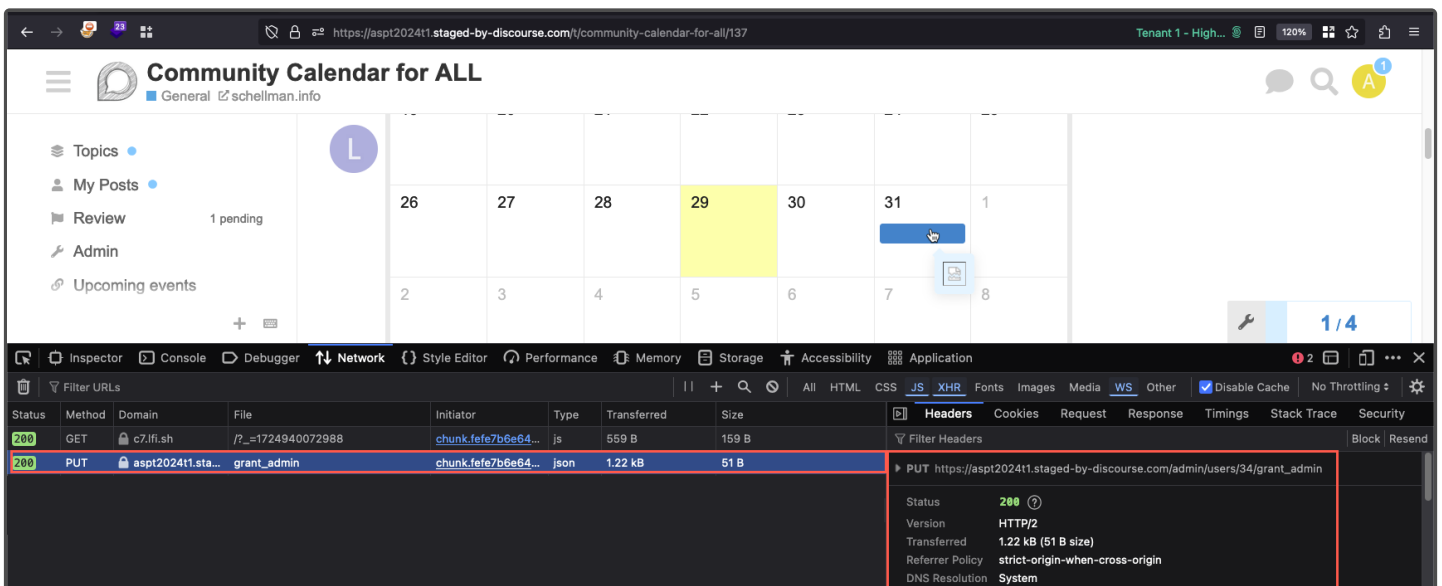 23
https://aspt2024t1.staged-by-discourse.com/t/community-calendar-for-all/137
Tenant 1 - High...
120%
Community Calendar for ALL
General schellman.info
A
1
Topics
My Posts
Review 1 pending
Admin
Upcoming events
L
26 27 28 29 30 31 1
2 3 4 5 6 7 8
1 / 4
Inspector Console Debugger Network Style Editor Performance Memory Storage Accessibility Application 2
Filter URLs
All HTML CSS JS XHR Fonts Images Media WS Other Disable Cache No Throttling
Status Method Domain File Initiator Type Transferred Size
200 GET c7.lfi.sh /?_=1724940072988 chunk.fefe7b6e64... js 559 B 159 B
200 PUT aspt2024t1.sta... grant_admin chunk.fefe7b6e64... json 1.22 kB 51 B
Headers Cookies Request Response Timings Stack Trace Security
Filter Headers Block Resend
PUT https://aspt2024t1.staged-by-discourse.com/admin/users/34/grant_admin
Status 200 ?
Version HTTP/2
Transferred 1.22 kB (51 B size)
Referrer Policy strict-origin-when-cross-origin
DNS Resolution System